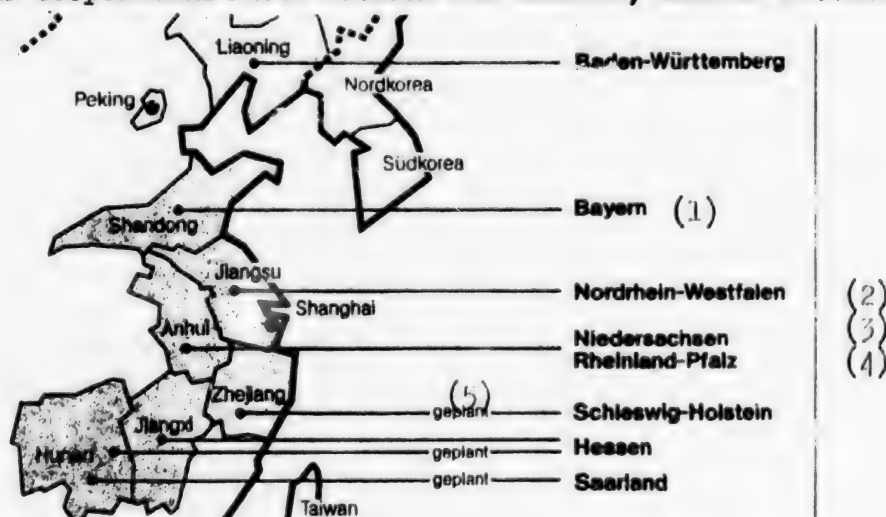 Liaoning
Baden-Württemberg
Nordkorea
Peking
Südkorea
Shandong
Bayern (1)
Jiangsu
Nordrhein-Westfalen (2)
Shanghai
Niedersachsen (3)
Anhui
Rheinland-Pfalz (4)
(5)
Zhejiang
geplant
Schleswig-Holstein
Jiangxi
Hessen
Hunan
geplant
geplant
Saarland
Taiwan